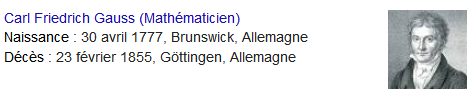 Carl Friedrich Gauss (Mathématicien)
Naissance : 30 avril 1777, Brunswick, Allemagne
Décès : 23 février 1855, Göttingen, Allemagne